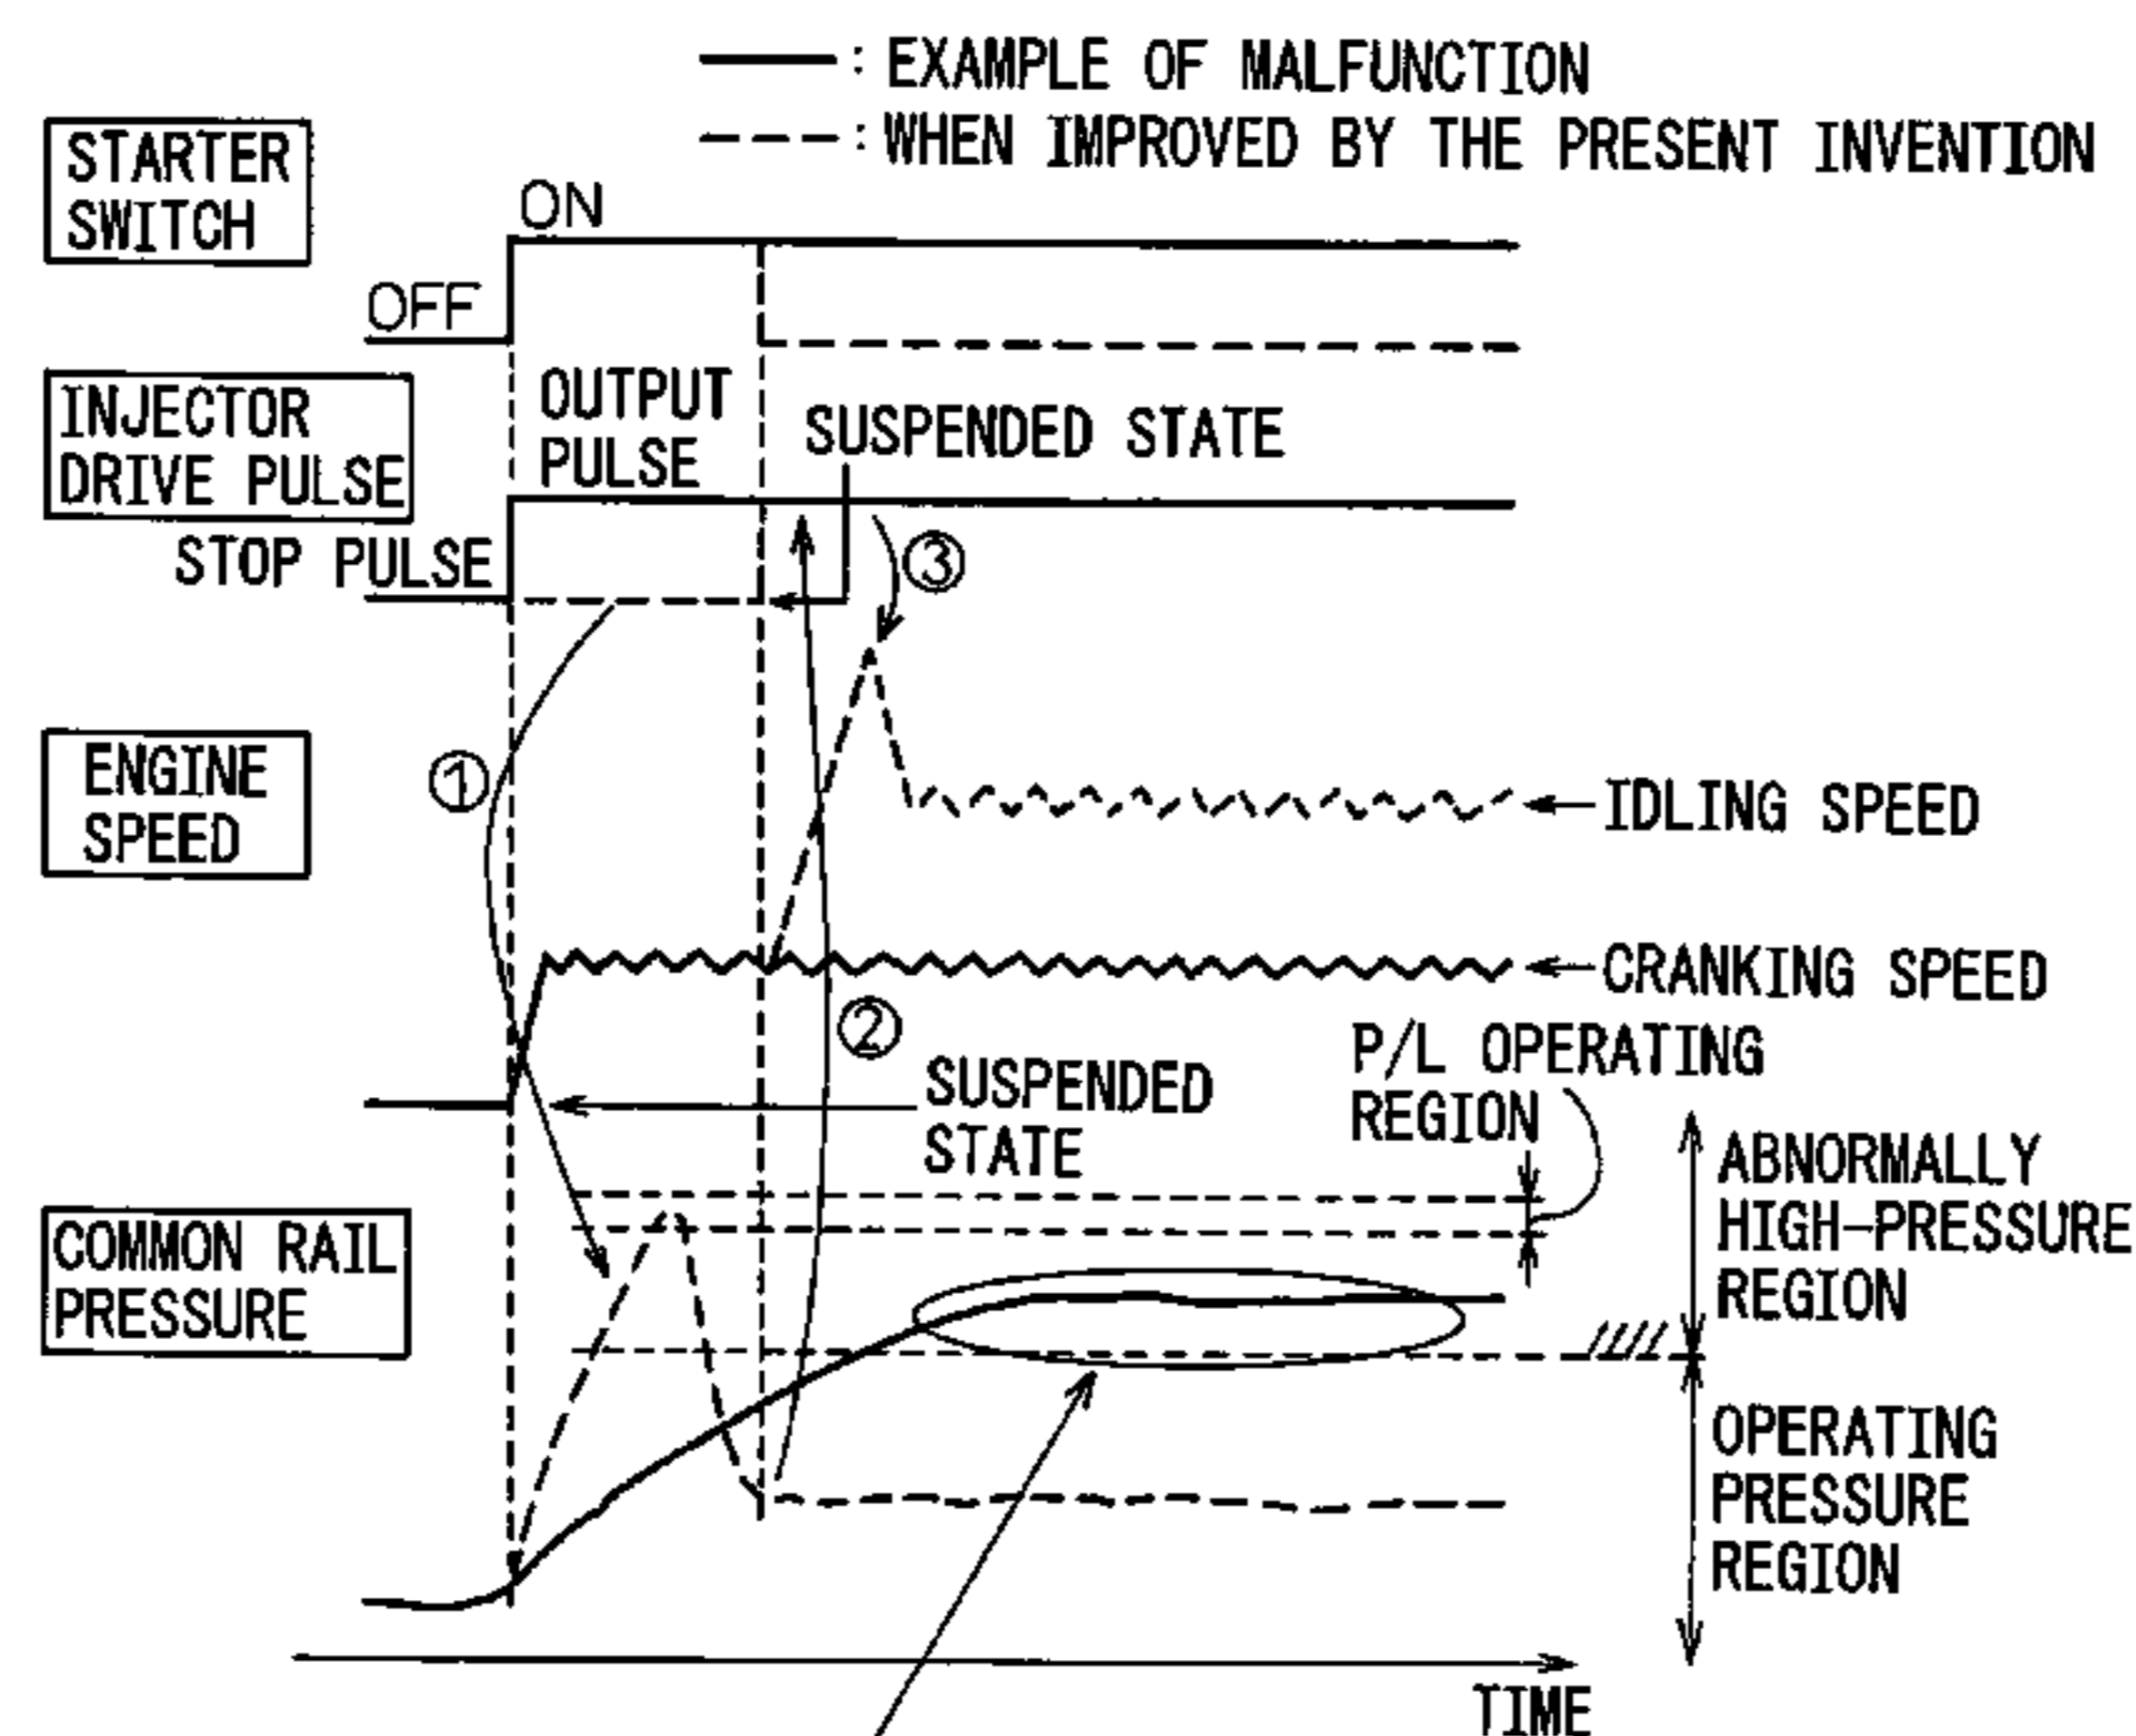 : EXAMPLE OF MALFUNCTION
: WHEN IMPROVED BY THE PRESENT INVENTION
STARTER
SWITCH
ON
OFF
INJECTOR
DRIVE PULSE
OUTPUT
PULSE
SUSPENDED STATE
STOP PULSE
③
ENGINE
SPEED
①
IDLING SPEED
CRANKING SPEED
②
P/L OPERATING
REGION
SUSPENDED
STATE
ABNORMALLY
HIGH-PRESSURE
REGION
COMMON RAIL
PRESSURE
OPERATING
PRESSURE
REGION
TIME